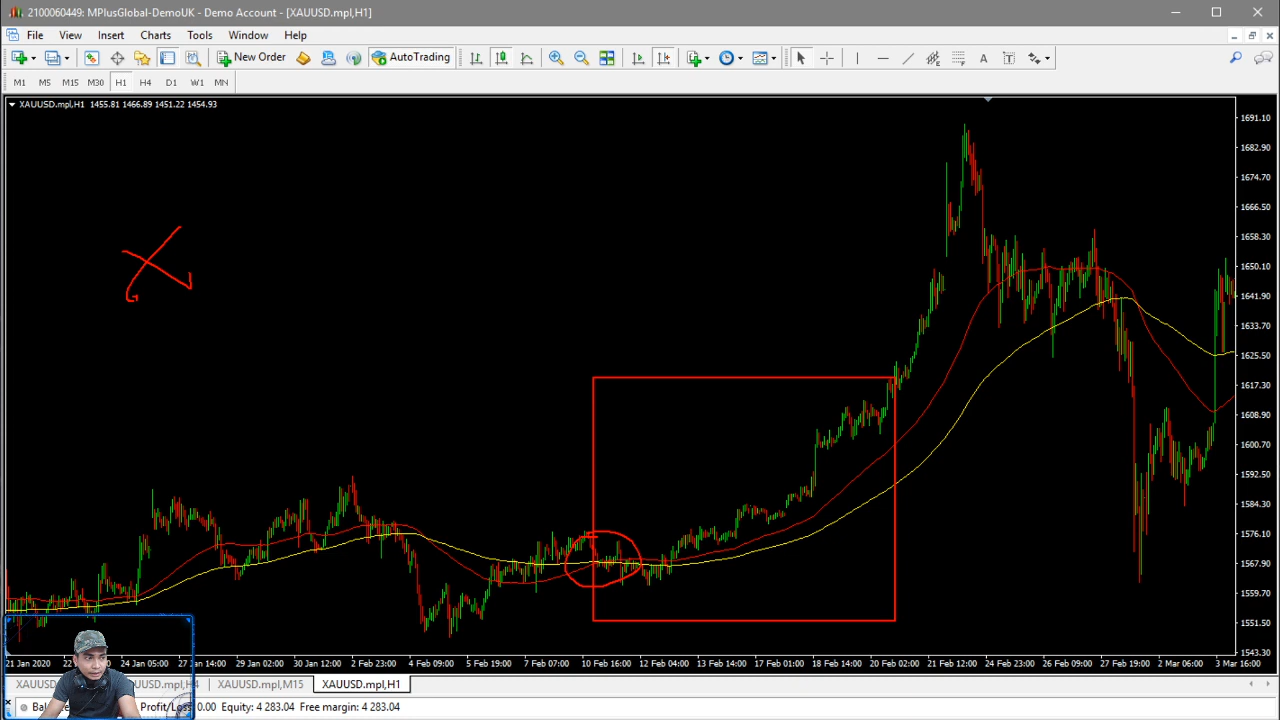 2100060449: MPlusGlobal-DemoUK - Demo Account - [XAUUSD.mpl,H1]
File View Insert Charts Tools Window Help
New Order AutoTrading
M1 M5 M15 M30 H1 H4 D1 W1 MN
XAUUSD.mpl,H1 1455.81 1466.89 1451.22 1454.93
1691.10
1682.90
1674.70
1666.50
1658.30
1650.10
1641.90
1633.70
1625.50
1617.30
1608.90
1600.70
1592.50
1584.30
1576.10
1567.90
1559.70
1551.50
1543.30
21 Jan 2020 24 Jan 05:00 27 Jan 14:00 29 Jan 02:00 30 Jan 12:00 2 Feb 23:00 4 Feb 09:00 5 Feb 19:00 7 Feb 07:00 10 Feb 16:00 12 Feb 04:00 13 Feb 14:00 17 Feb 01:00 18 Feb 14:00 20 Feb 02:00 21 Feb 12:00 24 Feb 23:00 26 Feb 09:00 27 Feb 19:00 2 Mar 06:00 3 Mar 16:00
XAUUSD.mpl,M15 XAUUSD.mpl,H1
0.00 Equity: 4 283.04 Free margin: 4 283.04